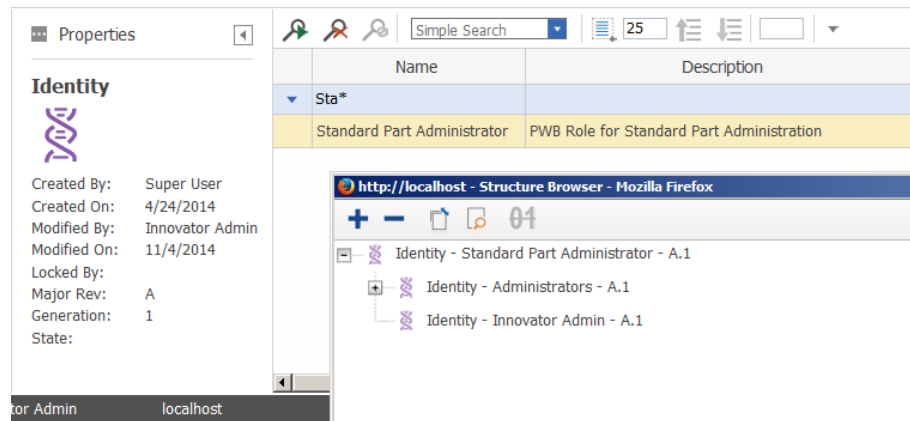 Properties
Simple Search
25
Name
Description
Identity
Sta*
Standard Part Administrator
PWB Role for Standard Part Administration
Created By: Super User
Created On: 4/24/2014
Modified By: Innovator Admin
Modified On: 11/4/2014
Locked By:
Major Rev: A
Generation: 1
State:
http://localhost - Structure Browser - Mozilla Firefox
01
Identity - Standard Part Administrator - A.1
Identity - Administrators - A.1
Identity - Innovator Admin - A.1
tor Admin
localhost